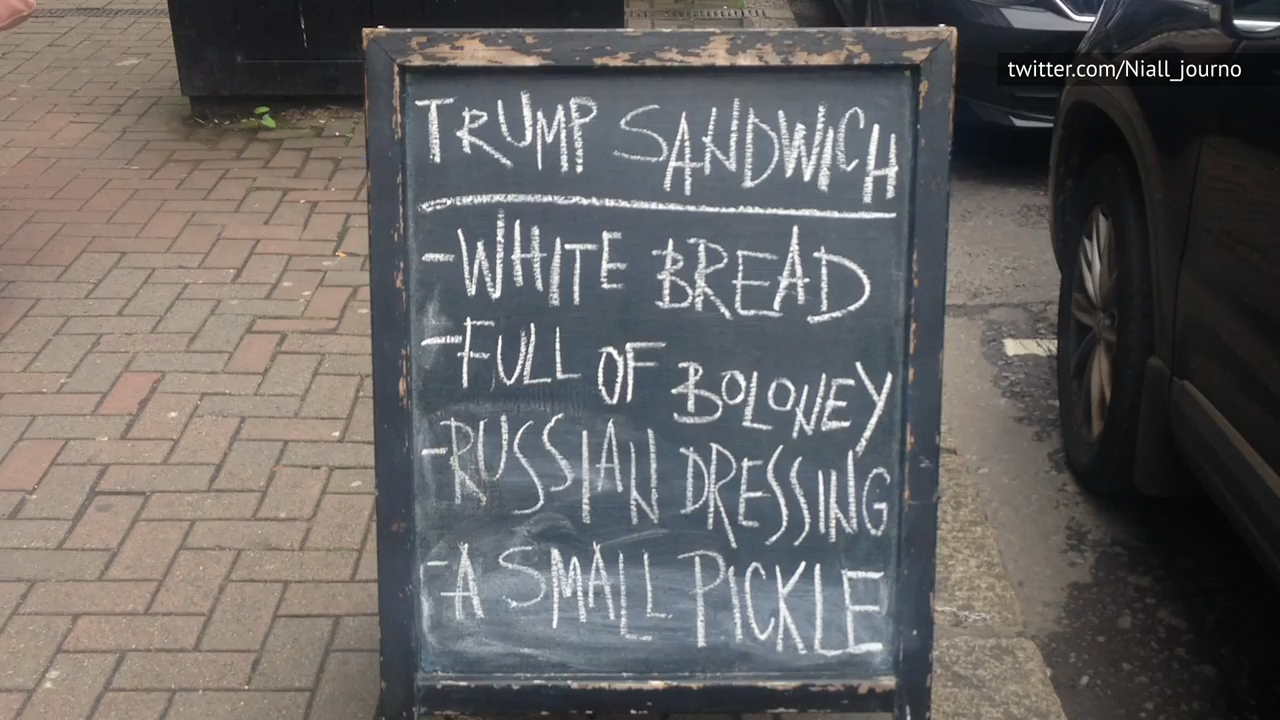 twitter.com/Niall_journo
TRUMP SANDWICH
-WHITE BREAD
-FULL OF BOLONEY
-RUSSIAN DRESSING
-A SMALL PICKLE